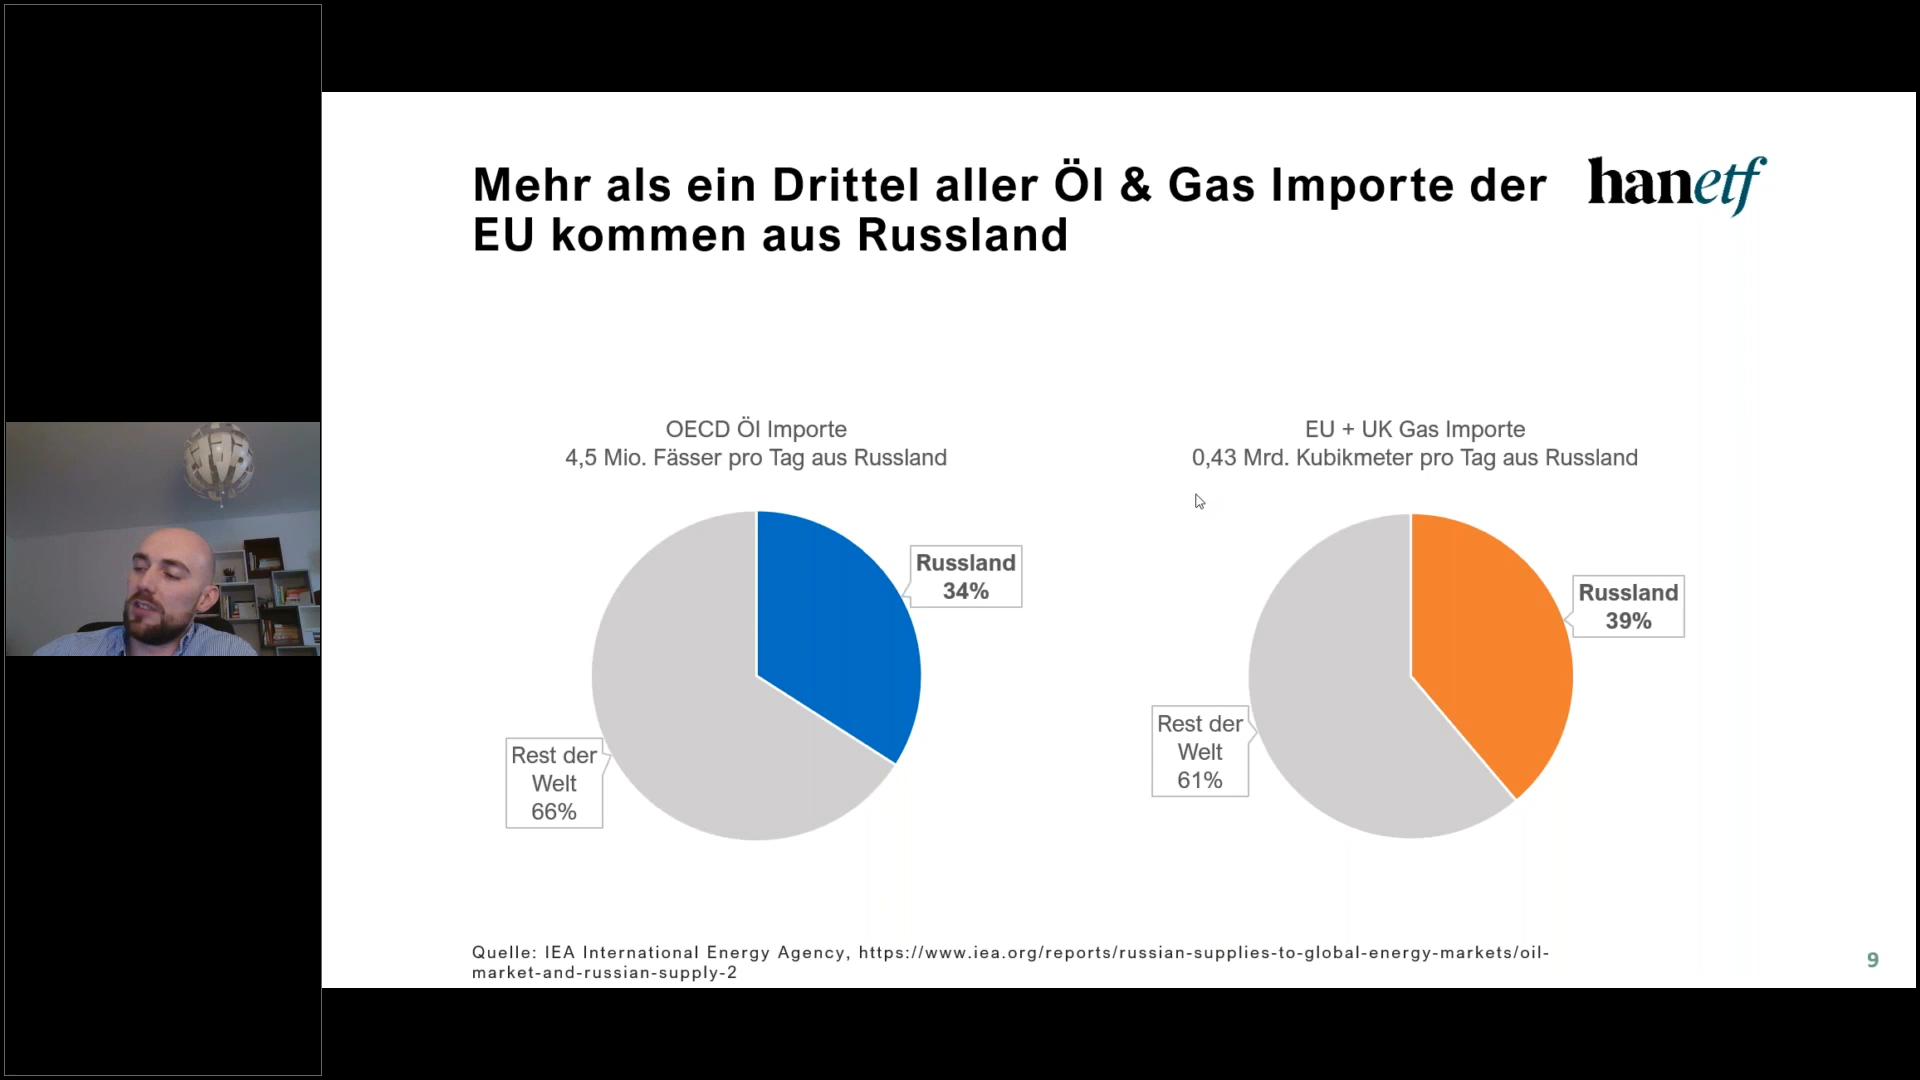 Mehr als ein Drittel aller Öl & Gas Importe der
EU kommen aus Russland
hanetf
OECD Öl Importe
4,5 Mio. Fässer pro Tag aus Russland
Russland
34%
Rest der
Welt
66%
EU + UK Gas Importe
0,43 Mrd. Kubikmeter pro Tag aus Russland
Russland
39%
Rest der
Welt
61%
Quelle: IEA International Energy Agency, https://www.iea.org/reports/russian-supplies-to-global-energy-markets/oil-
market-and-russian-supply-2
9